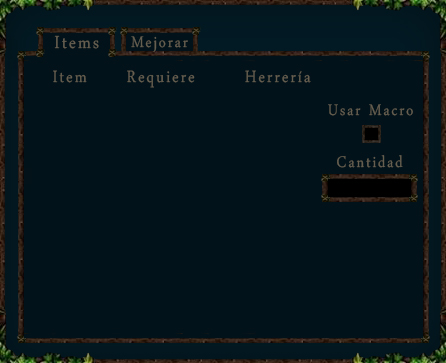 Items
Mejorar
Item Requiere Herrería
Usar Macro
Cantidad